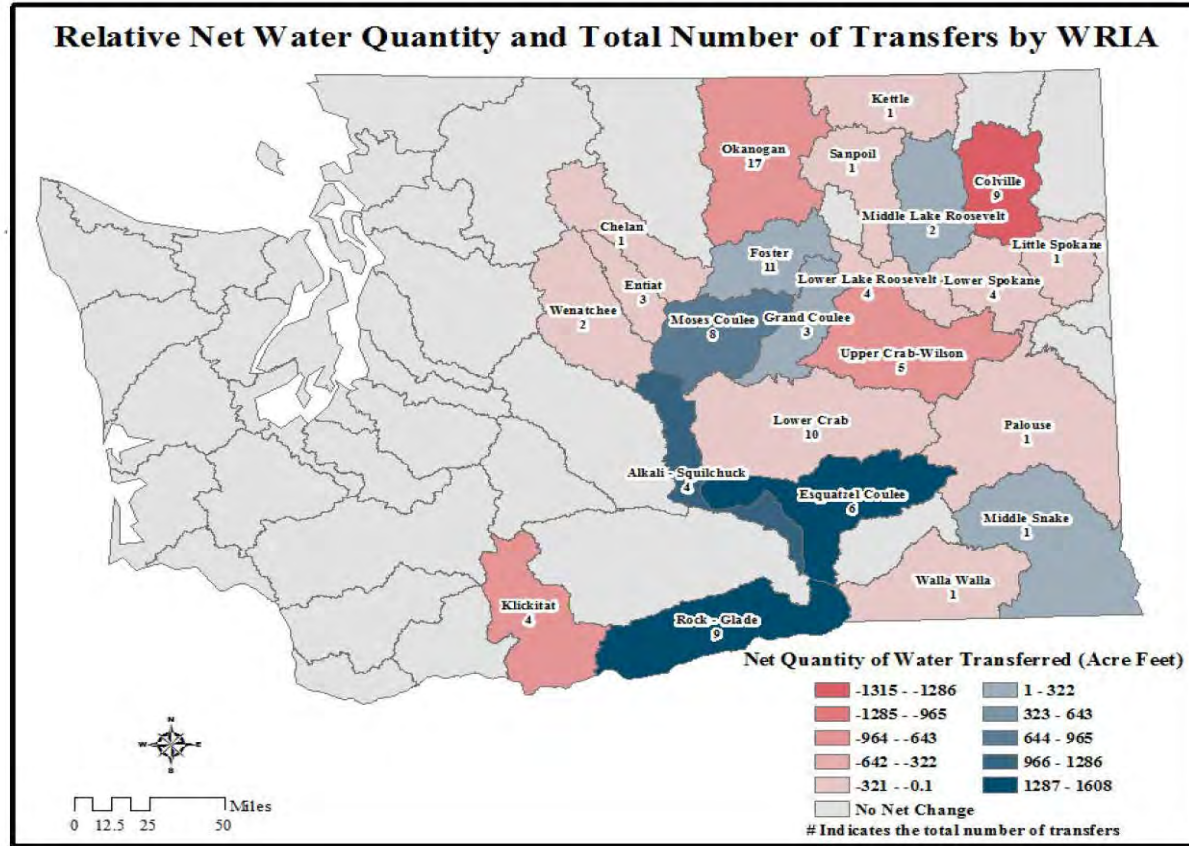 Relative Net Water Quantity and Total Number of Transfers by WRIA
Kettle
1
Okanogan
17
Sanpoil
1
Colville
9
Middle Lake Roosevelt
2
Chelan
1
Little Spokane
1
Foster
11
Entiat
3
Lower Lake Roosevelt
4
Lower Spokane
4
Wenatchee
2
Moses Coulee
8
Grand Coulee
3
Upper Crab-Wilson
5
Lower Crab
10
Palouse
1
Alkali - Squilchuck
4
Esquatzel Coulee
6
Middle Snake
1
Walla Walla
1
Klickitat
4
Rock - Glade
9
Net Quantity of Water Transferred (Acre Feet)
-1315 - -1286
-1285 - -965
-964 - -643
-642 - -322
-321 - -0.1
1 - 322
323 - 643
644 - 965
966 - 1286
1287 - 1608
No Net Change
# Indicates the total number of transfers
N
W E
S
Miles
0 12.5 25 50